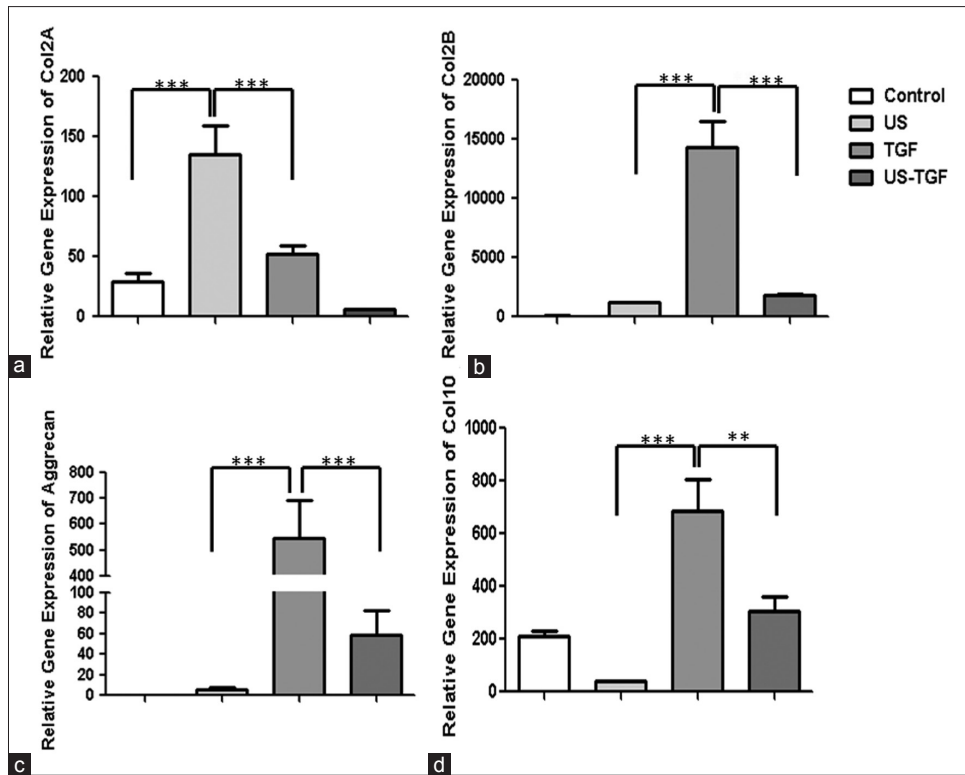 Relative Gene Expression of Col2A
200
150
100
50
0
***
***
a
Relative Gene Expression of Col2B
20000
15000
10000
5000
0
***
***
b
Control
US
TGF
US-TGF
Relative Gene Expression of Aggrecan
800
700
600
500
400
100
80
60
40
20
0
***
***
c
Relative Gene Expression of Col10
1000
800
600
400
200
0
***
**
d